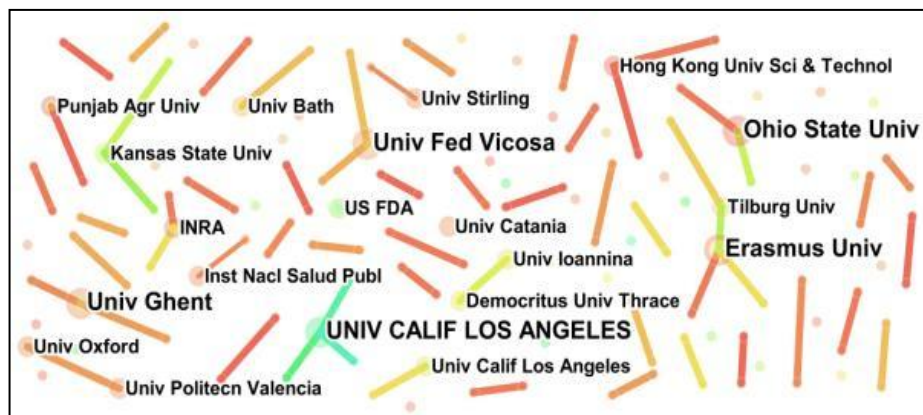 Hong Kong Univ Sci & Technol
Punjab Agr Univ
Univ Bath
Univ Stirling
Ohio State Univ
Kansas State Univ
Univ Fed Vicosa
US FDA
Tilburg Univ
INRA
Univ Catania
Erasmus Univ
Univ Ioannina
Inst Nacl Salud Publ
Univ Ghent
Democritus Univ Thrace
UNIV CALIF LOS ANGELES
Univ Oxford
Univ Calif Los Angeles
Univ Politecn Valencia